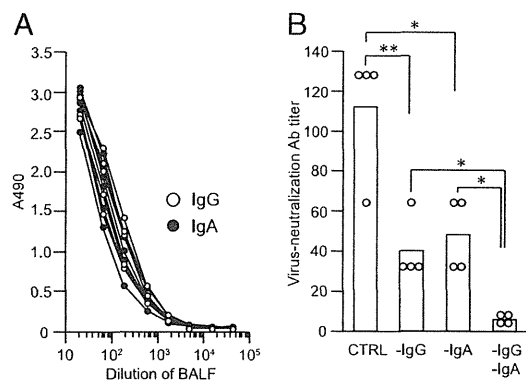 A
3.5
3.0
2.5
2.0
1.5
1.0
0.5
0
A490
IgG
IgA
10
10²
10³
10⁴
10⁵
Dilution of BALF
B
140
120
100
80
60
40
20
0
Virus-neutralization Ab titer
*
**
*
*
CTRL -IgG -IgA -IgG
-IgA